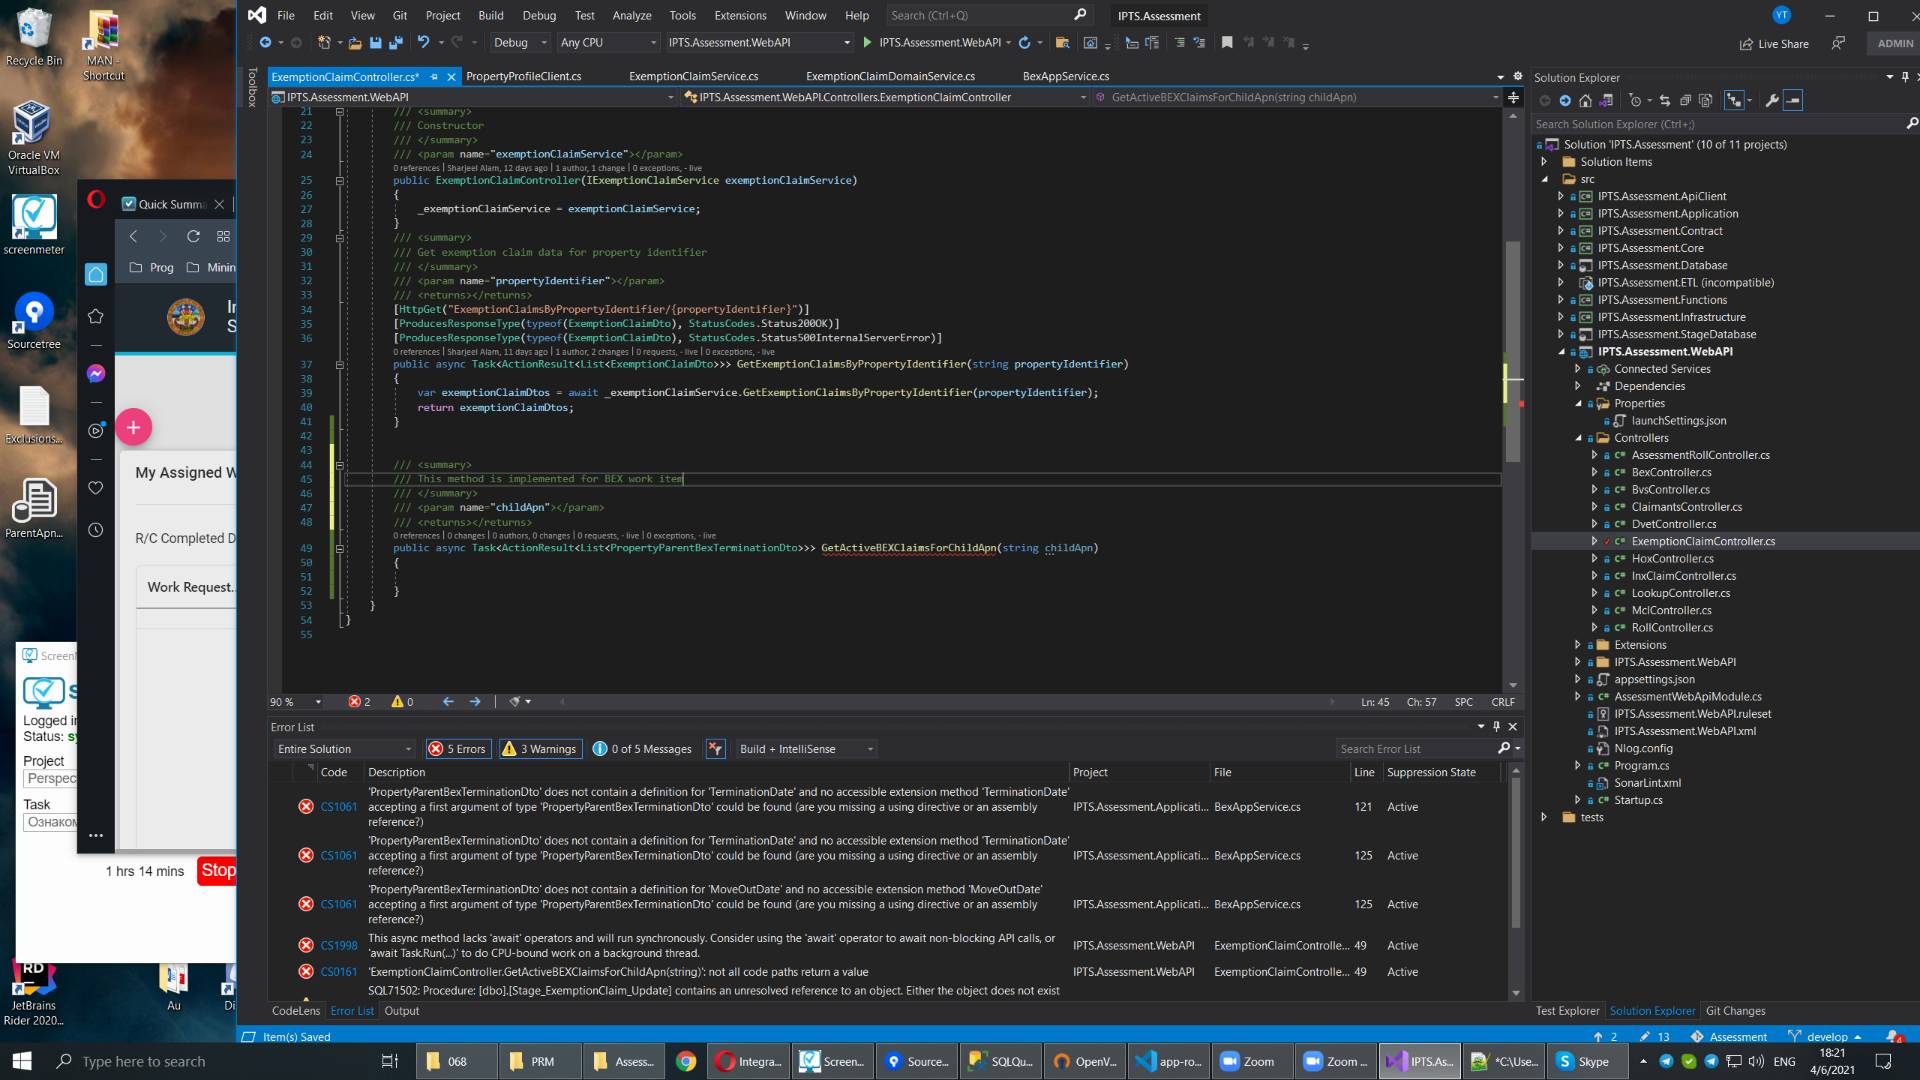 Recycle Bin
MAN - Shortcut
Oracle VM VirtualBox
screenmeter
Sourcetree
Exclusions...
ParentApn...
JetBrains Rider 2020...
Au
Quick Summa
Prog
Minin
My Assigned W
R/C Completed D
Work Request...
Logged in
Status:
Project
Perspec
Task
Ознаком
1 hrs 14 mins
Stop
File Edit View Git Project Build Debug Test Analyze Tools Extensions Window Help
Search (Ctrl+Q)
IPTS.Assessment
YT
Debug
Any CPU
IPTS.Assessment.WebAPI
IPTS.Assessment.WebAPI
Live Share
ADMIN
Toolbox
ExemptionClaimController.cs*
PropertyProfileClient.cs
ExemptionClaimService.cs
ExemptionClaimDomainService.cs
BexAppService.cs
IPTS.Assessment.WebAPI
IPTS.Assessment.WebAPI.Controllers.ExemptionClaimController
GetActiveBEXClaimsForChildApn(string childApn)
21 /// <summary>
22 /// Constructor
23 /// </summary>
24 /// <param name="exemptionClaimService"></param>
0 references | Sharjeel Alam, 12 days ago | 1 author, 1 change | 0 exceptions, - live
25 public ExemptionClaimController(IExemptionClaimService exemptionClaimService)
26 {
27 _exemptionClaimService = exemptionClaimService;
28 }
29 /// <summary>
30 /// Get exemption claim data for property identifier
31 /// </summary>
32 /// <param name="propertyIdentifier"></param>
33 /// <returns></returns>
34 [HttpGet("ExemptionClaimsByPropertyIdentifier/{propertyIdentifier}")]
35 [ProducesResponseType(typeof(ExemptionClaimDto), StatusCodes.Status200OK)]
36 [ProducesResponseType(typeof(ExemptionClaimDto), StatusCodes.Status500InternalServerError)]
0 references | Sharjeel Alam, 11 days ago | 1 author, 2 changes | 0 requests, - live | 0 exceptions, - live
37 public async Task<ActionResult<List<ExemptionClaimDto>>> GetExemptionClaimsByPropertyIdentifier(string propertyIdentifier)
38 {
39 var exemptionClaimDtos = await _exemptionClaimService.GetExemptionClaimsByPropertyIdentifier(propertyIdentifier);
40 return exemptionClaimDtos;
41 }
42
43
44 /// <summary>
45 /// This method is implemented for BEX work item
46 /// </summary>
47 /// <param name="childApn"></param>
48 /// <returns></returns>
0 references | 0 changes | 0 authors, 0 changes | 0 requests, - live | 0 exceptions, - live
49 public async Task<ActionResult<List<PropertyParentBexTerminationDto>>> GetActiveBEXClaimsForChildApn(string childApn)
50 {
51
52 }
53 }
54 }
55
90 %
2
0
Ln: 45 Ch: 57 SPC CRLF
Error List
Entire Solution
5 Errors
3 Warnings
0 of 5 Messages
Build + IntelliSense
Search Error List
Code Description Project File Line Suppression State
CS1061 'PropertyParentBexTerminationDto' does not contain a definition for 'TerminationDate' and no accessible extension method 'TerminationDate' accepting a first argument of type 'PropertyParentBexTerminationDto' could be found (are you missing a using directive or an assembly reference?) IPTS.Assessment.Applicati... BexAppService.cs 121 Active
CS1061 'PropertyParentBexTerminationDto' does not contain a definition for 'TerminationDate' and no accessible extension method 'TerminationDate' accepting a first argument of type 'PropertyParentBexTerminationDto' could be found (are you missing a using directive or an assembly reference?) IPTS.Assessment.Applicati... BexAppService.cs 125 Active
CS1061 'PropertyParentBexTerminationDto' does not contain a definition for 'MoveOutDate' and no accessible extension method 'MoveOutDate' accepting a first argument of type 'PropertyParentBexTerminationDto' could be found (are you missing a using directive or an assembly reference?) IPTS.Assessment.Applicati... BexAppService.cs 125 Active
CS1998 This async method lacks 'await' operators and will run synchronously. Consider using the 'await' operator to await non-blocking API calls, or 'await Task.Run(...)' to do CPU-bound work on a background thread. IPTS.Assessment.WebAPI ExemptionClaimControlle... 49 Active
CS0161 'ExemptionClaimController.GetActiveBEXClaimsForChildApn(string)': not all code paths return a value IPTS.Assessment.WebAPI ExemptionClaimControlle... 49 Active
SQL71502: Procedure: [dbo].[Stage_ExemptionClaim_Update] contains an unresolved reference to an object. Either the object does not exist
CodeLens Error List Output
Item(s) Saved
Solution Explorer
Search Solution Explorer (Ctrl+;)
Solution 'IPTS.Assessment' (10 of 11 projects)
Solution Items
src
IPTS.Assessment.ApiClient
IPTS.Assessment.Application
IPTS.Assessment.Contract
IPTS.Assessment.Core
IPTS.Assessment.Database
IPTS.Assessment.ETL (incompatible)
IPTS.Assessment.Functions
IPTS.Assessment.Infrastructure
IPTS.Assessment.StageDatabase
IPTS.Assessment.WebAPI
Connected Services
Dependencies
Properties
launchSettings.json
Controllers
AssessmentRollController.cs
BexController.cs
BvsController.cs
ClaimantsController.cs
DvetController.cs
ExemptionClaimController.cs
HoxController.cs
InxClaimController.cs
LookupController.cs
MclController.cs
RollController.cs
Extensions
IPTS.Assessment.WebAPI
appsettings.json
AssessmentWebApiModule.cs
IPTS.Assessment.WebAPI.ruleset
IPTS.Assessment.WebAPI.xml
Nlog.config
Program.cs
SonarLint.xml
Startup.cs
tests
Test Explorer Solution Explorer Git Changes
2 13 Assessment develop 4
Type here to search
068
PRM
Assess...
Integra...
Screen...
Source...
SQLQu...
OpenV...
app-ro...
Zoom
Zoom ...
IPTS.As...
*C:\Use...
Skype
ENG
18:21
4/6/2021